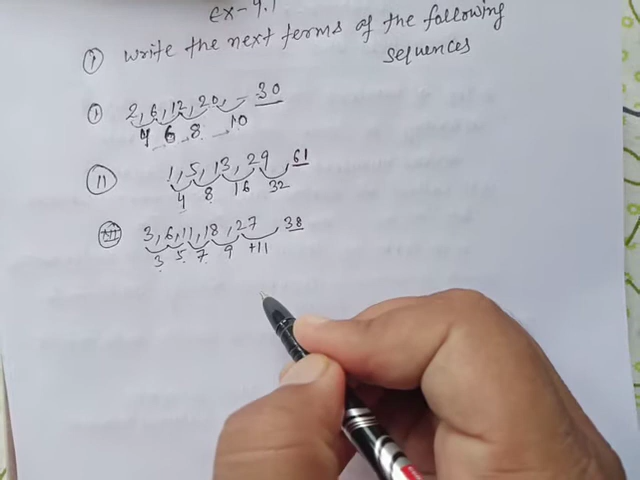 Ex-4.1
① Write the next terms of the following
sequences
① 2, 6, 12, 20, - 30
4 6 8 10
⑪ 1, 5, 13, 29 61
4 8 16 32
3, 6, 11, 18, 27 38
3 5 7 9 +11